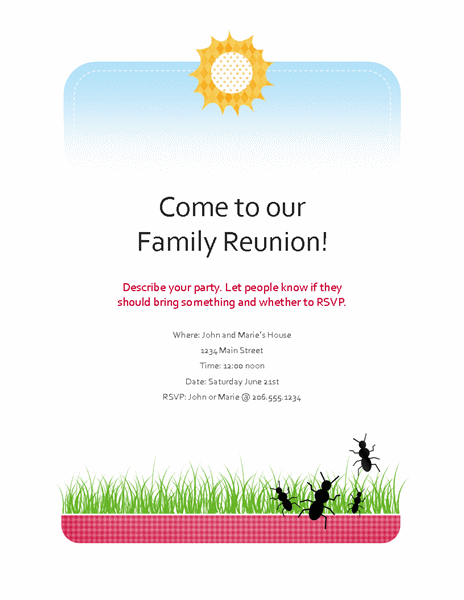 Come to our
Family Reunion!
Describe your party. Let people know if they
should bring something and whether to RSVP.
Where: John and Marie's House
1234 Main Street
Time: 12:00 noon
Date: Saturday June 21st
RSVP: John or Marie @ 206.555.1234